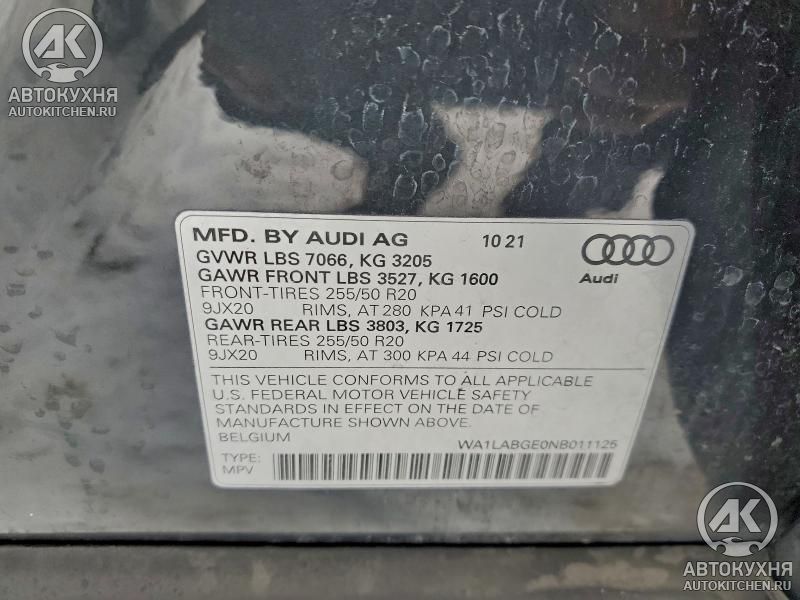 AK
АВТОКУХНЯ
AUTOKITCHEN.RU
MFD. BY AUDI AG 10 21
GVWR LBS 7066, KG 3205
GAWR FRONT LBS 3527, KG 1600
FRONT-TIRES 255/50 R20
9JX20 RIMS, AT 280 KPA 41 PSI COLD
GAWR REAR LBS 3803, KG 1725
REAR-TIRES 255/50 R20
9JX20 RIMS, AT 300 KPA 44 PSI COLD
Audi
THIS VEHICLE CONFORMS TO ALL APPLICABLE
U.S. FEDERAL MOTOR VEHICLE SAFETY
STANDARDS IN EFFECT ON THE DATE OF
MANUFACTURE SHOWN ABOVE.
BELGIUM WA1LABGE0NB011125
TYPE:
MPV
AK
АВТОКУХНЯ
AUTOKITCHEN.RU